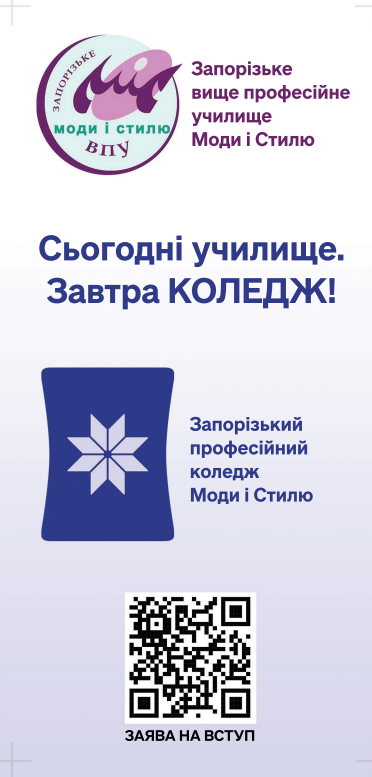 ЗАПОРІЗЬКЕ
моди і стилю
ВПУ
Запорізьке
вище професійне
училище
Моди і Стилю
Сьогодні училище.
Завтра КОЛЕДЖ!
Запорізький
професійний
коледж
Моди і Стилю
ЗАЯВА НА ВСТУП